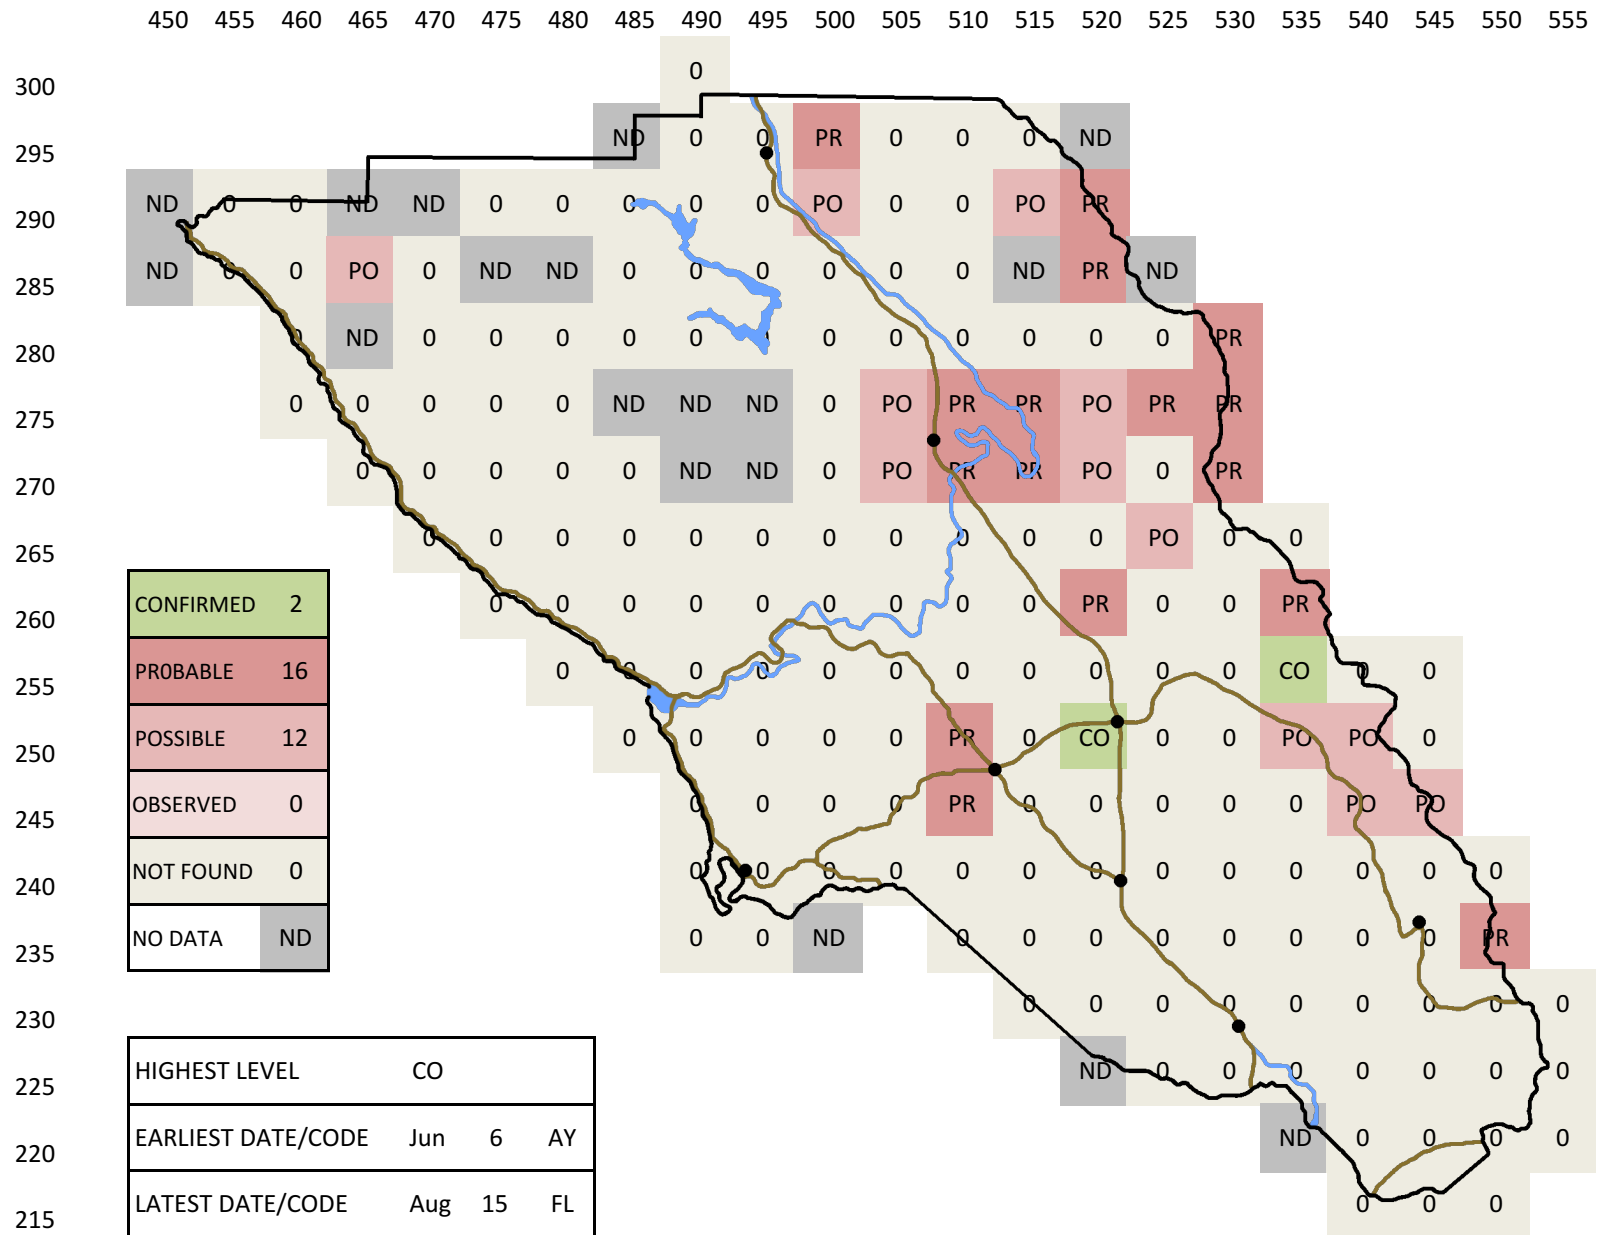 450 455 460 465 470 475 480 485 490 495 500 505 510 515 520 525 530 535 540 545 550 555
300 0
295 ND 0 0 PR 0 0 0 ND
290 ND 0 0 ND ND 0 0 0 0 0 PO 0 0 PO PR
285 ND 0 0 PO 0 ND ND 0 0 0 0 0 0 ND PR ND
280 0 ND 0 0 0 0 0 0 0 0 0 0 0 0 PR
275 0 0 0 0 0 ND ND ND 0 PO PR PR PO PR PR
270 0 0 0 0 0 ND ND 0 PO PR PR PO 0 PR
265 0 0 0 0 0 0 0 0 0 0 0 PO 0 0
260 0 0 0 0 0 0 0 0 0 PR 0 0 PR
255 0 0 0 0 0 0 0 0 0 0 0 CO 0 0
250 0 0 0 0 0 PR 0 CO 0 0 PO PO 0
245 0 0 0 0 PR 0 0 0 0 0 PO PO
240 0 0 0 0 0 0 0 0 0 0 0 0 0
235 0 0 ND 0 0 0 0 0 0 0 0 PR
230 0 0 0 0 0 0 0 0 0
225 ND 0 0 0 0 0 0 0
220 ND 0 0 0 0
215 0 0 0
CONFIRMED 2
PR0BABLE 16
POSSIBLE 12
OBSERVED 0
NOT FOUND 0
NO DATA ND
HIGHEST LEVEL CO
EARLIEST DATE/CODE Jun 6 AY
LATEST DATE/CODE Aug 15 FL